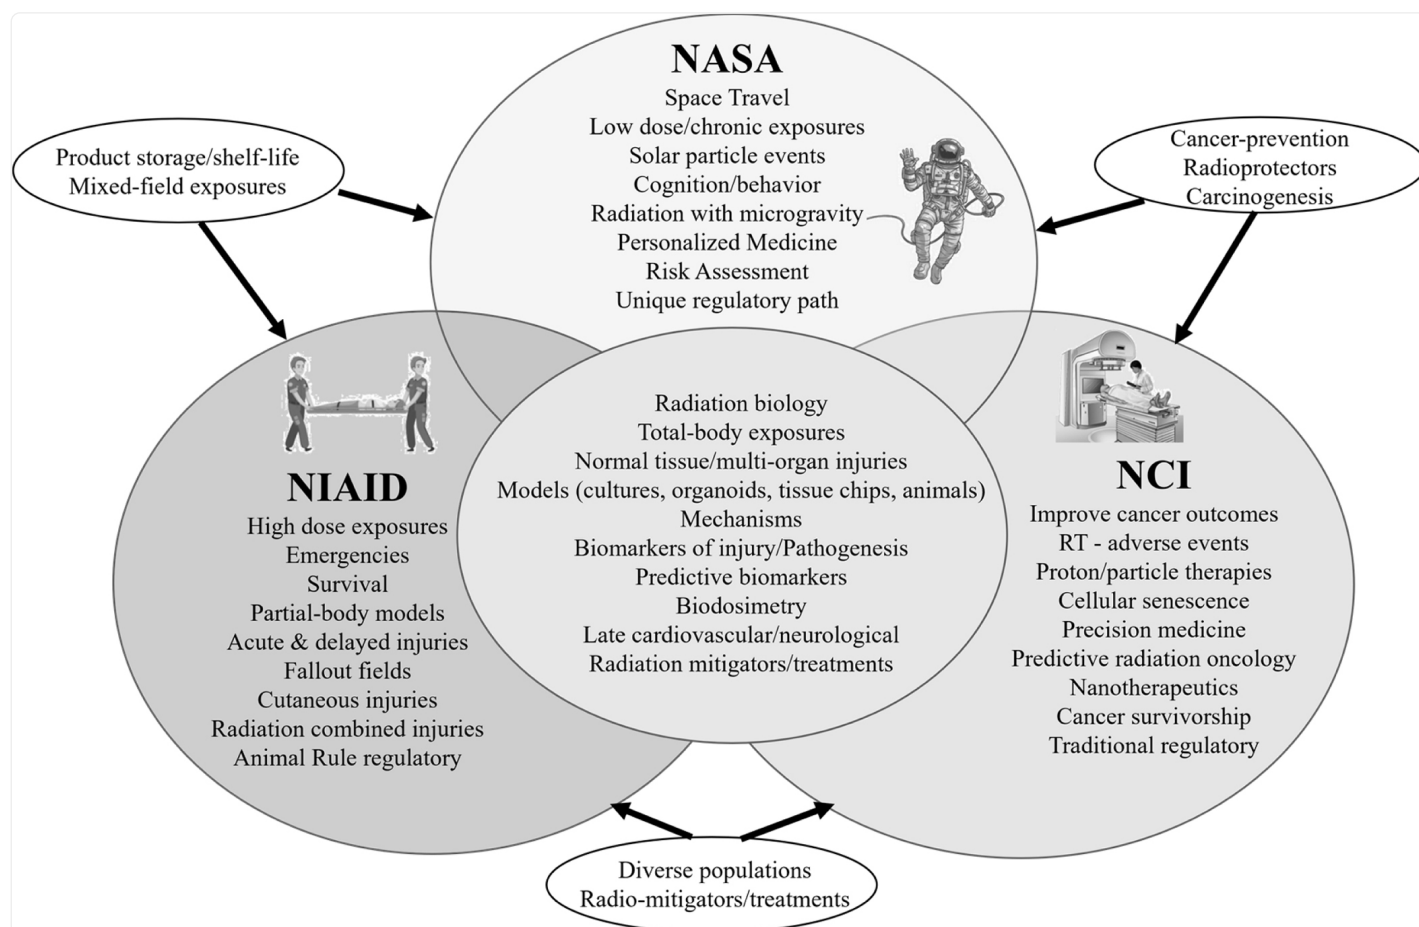 NASA
Space Travel
Low dose/chronic exposures
Solar particle events
Cognition/behavior
Radiation with microgravity
Personalized Medicine
Risk Assessment
Unique regulatory path
Product storage/shelf-life
Mixed-field exposures
Cancer-prevention
Radioprotectors
Carcinogenesis
NIAID
High dose exposures
Emergencies
Survival
Partial-body models
Acute & delayed injuries
Fallout fields
Cutaneous injuries
Radiation combined injuries
Animal Rule regulatory
Radiation biology
Total-body exposures
Normal tissue/multi-organ injuries
Models (cultures, organoids, tissue chips, animals)
Mechanisms
Biomarkers of injury/Pathogenesis
Predictive biomarkers
Biodosimetry
Late cardiovascular/neurological
Radiation mitigators/treatments
NCI
Improve cancer outcomes
RT - adverse events
Proton/particle therapies
Cellular senescence
Precision medicine
Predictive radiation oncology
Nanotherapeutics
Cancer survivorship
Traditional regulatory
Diverse populations
Radio-mitigators/treatments